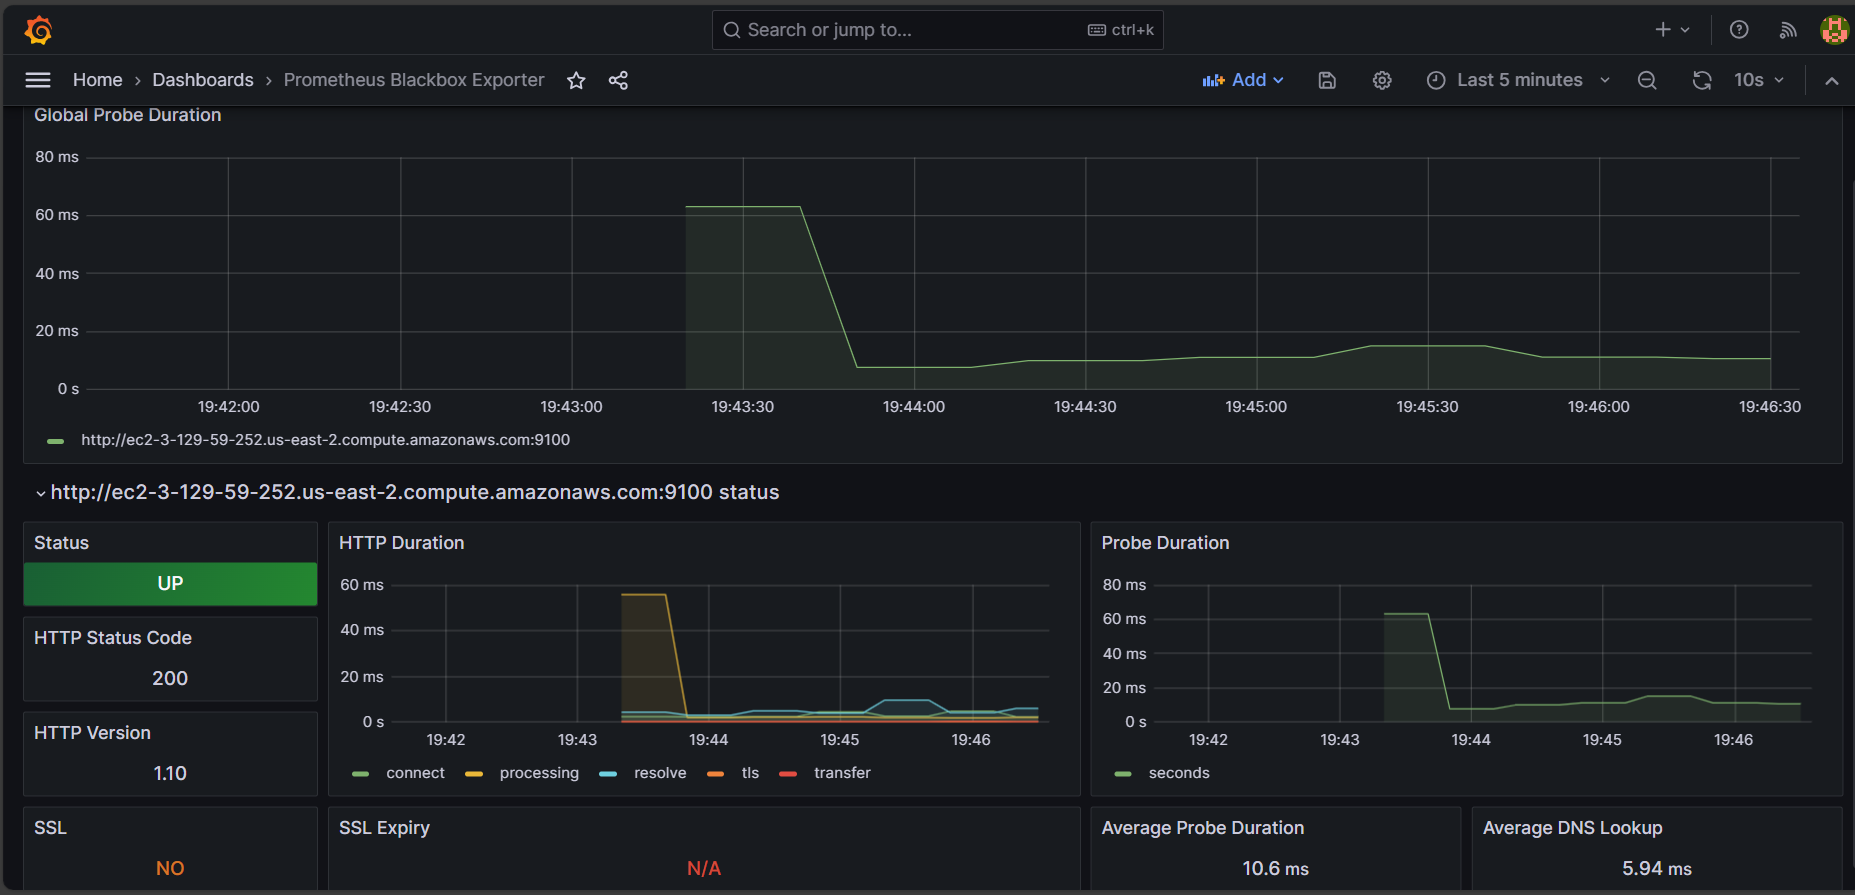 Search or jump to... ctrl+k
Home › Dashboards › Prometheus Blackbox Exporter Add Last 5 minutes 10s
Global Probe Duration
80 ms
60 ms
40 ms
20 ms
0 s
19:42:00 19:42:30 19:43:00 19:43:30 19:44:00 19:44:30 19:45:00 19:45:30 19:46:00 19:46:30
http://ec2-3-129-59-252.us-east-2.compute.amazonaws.com:9100
http://ec2-3-129-59-252.us-east-2.compute.amazonaws.com:9100 status
Status
UP
HTTP Status Code
200
HTTP Version
1.10
HTTP Duration
60 ms
40 ms
20 ms
0 s
19:42 19:43 19:44 19:45 19:46
connect processing resolve tls transfer
Probe Duration
80 ms
60 ms
40 ms
20 ms
0 s
19:42 19:43 19:44 19:45 19:46
seconds
SSL
NO
SSL Expiry
N/A
Average Probe Duration
10.6 ms
Average DNS Lookup
5.94 ms